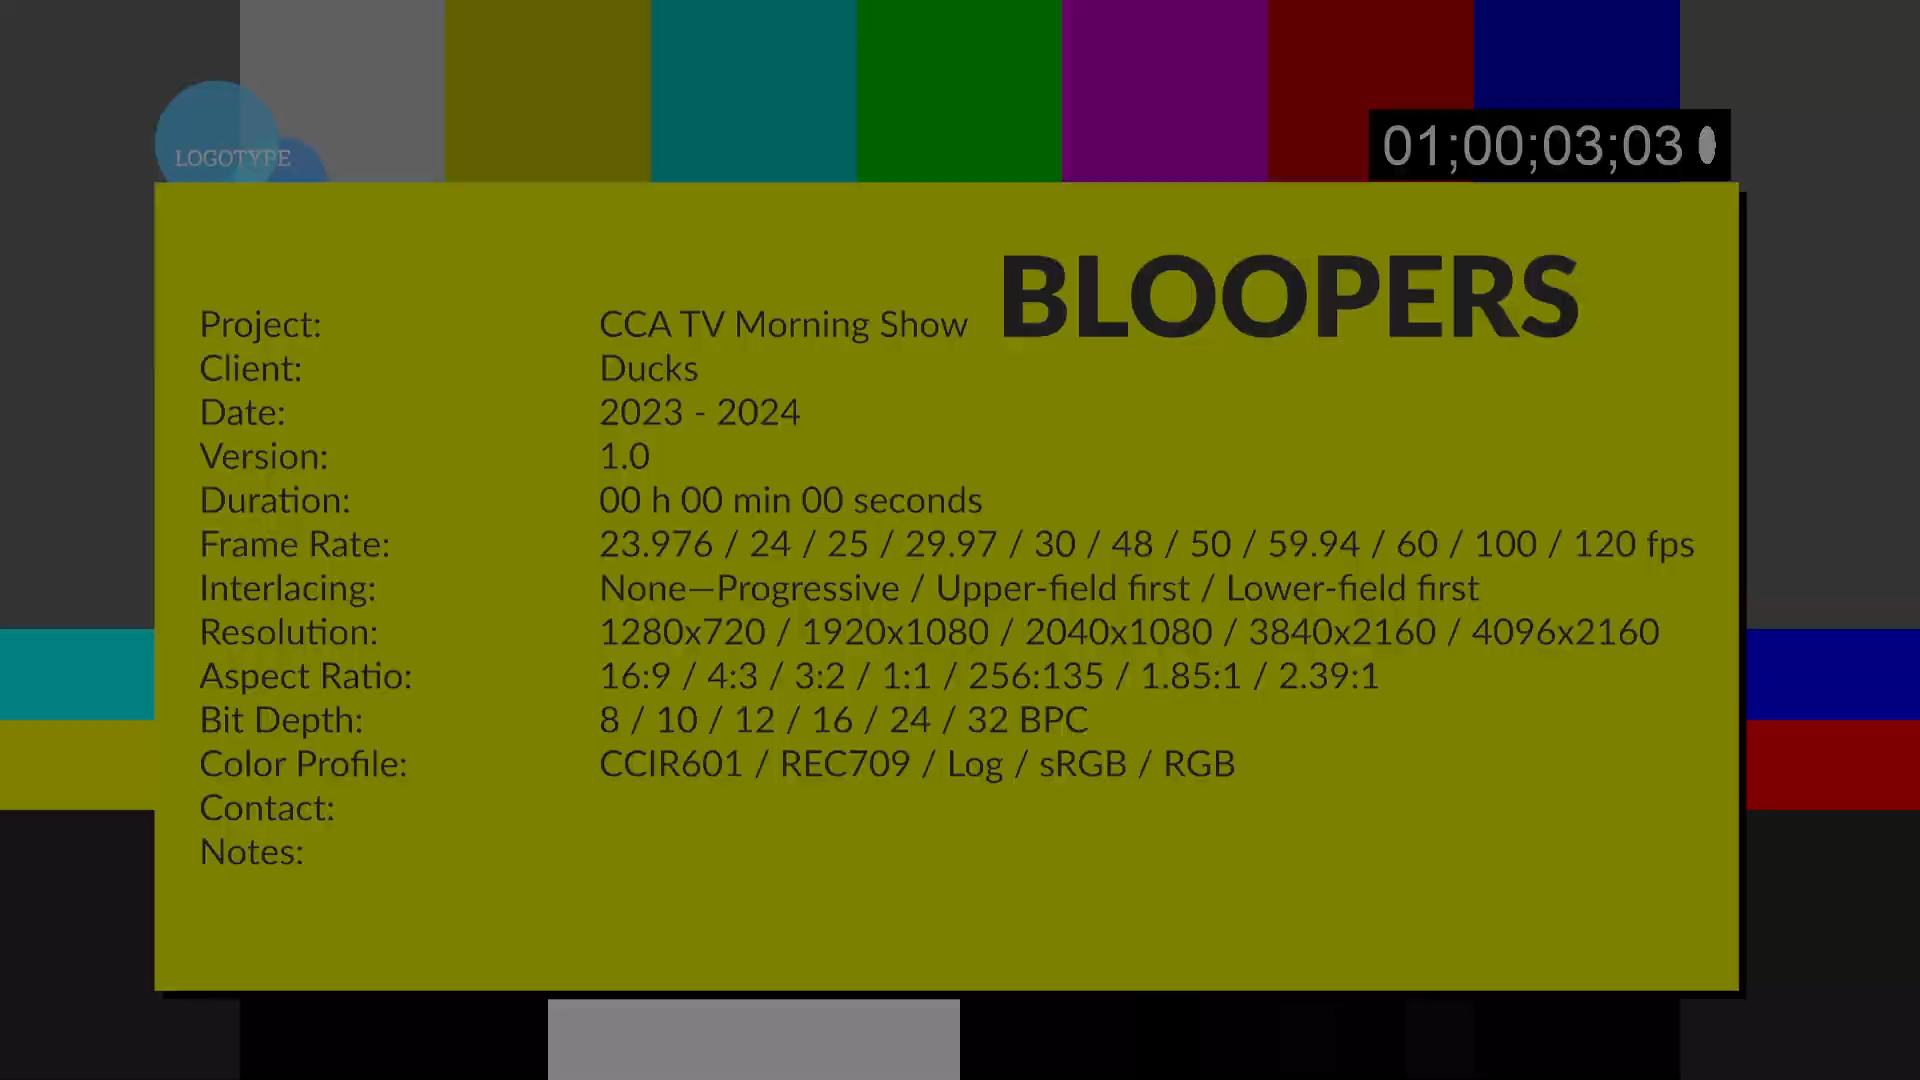 LOGOTYPE
01;00;03;03
BLOOPERS
Project: CCA TV Morning Show
Client: Ducks
Date: 2023 - 2024
Version: 1.0
Duration: 00 h 00 min 00 seconds
Frame Rate: 23.976 / 24 / 25 / 29.97 / 30 / 48 / 50 / 59.94 / 60 / 100 / 120 fps
Interlacing: None—Progressive / Upper-field first / Lower-field first
Resolution: 1280x720 / 1920x1080 / 2040x1080 / 3840x2160 / 4096x2160
Aspect Ratio: 16:9 / 4:3 / 3:2 / 1:1 / 256:135 / 1.85:1 / 2.39:1
Bit Depth: 8 / 10 / 12 / 16 / 24 / 32 BPC
Color Profile: CCIR601 / REC709 / Log / sRGB / RGB
Contact:
Notes: